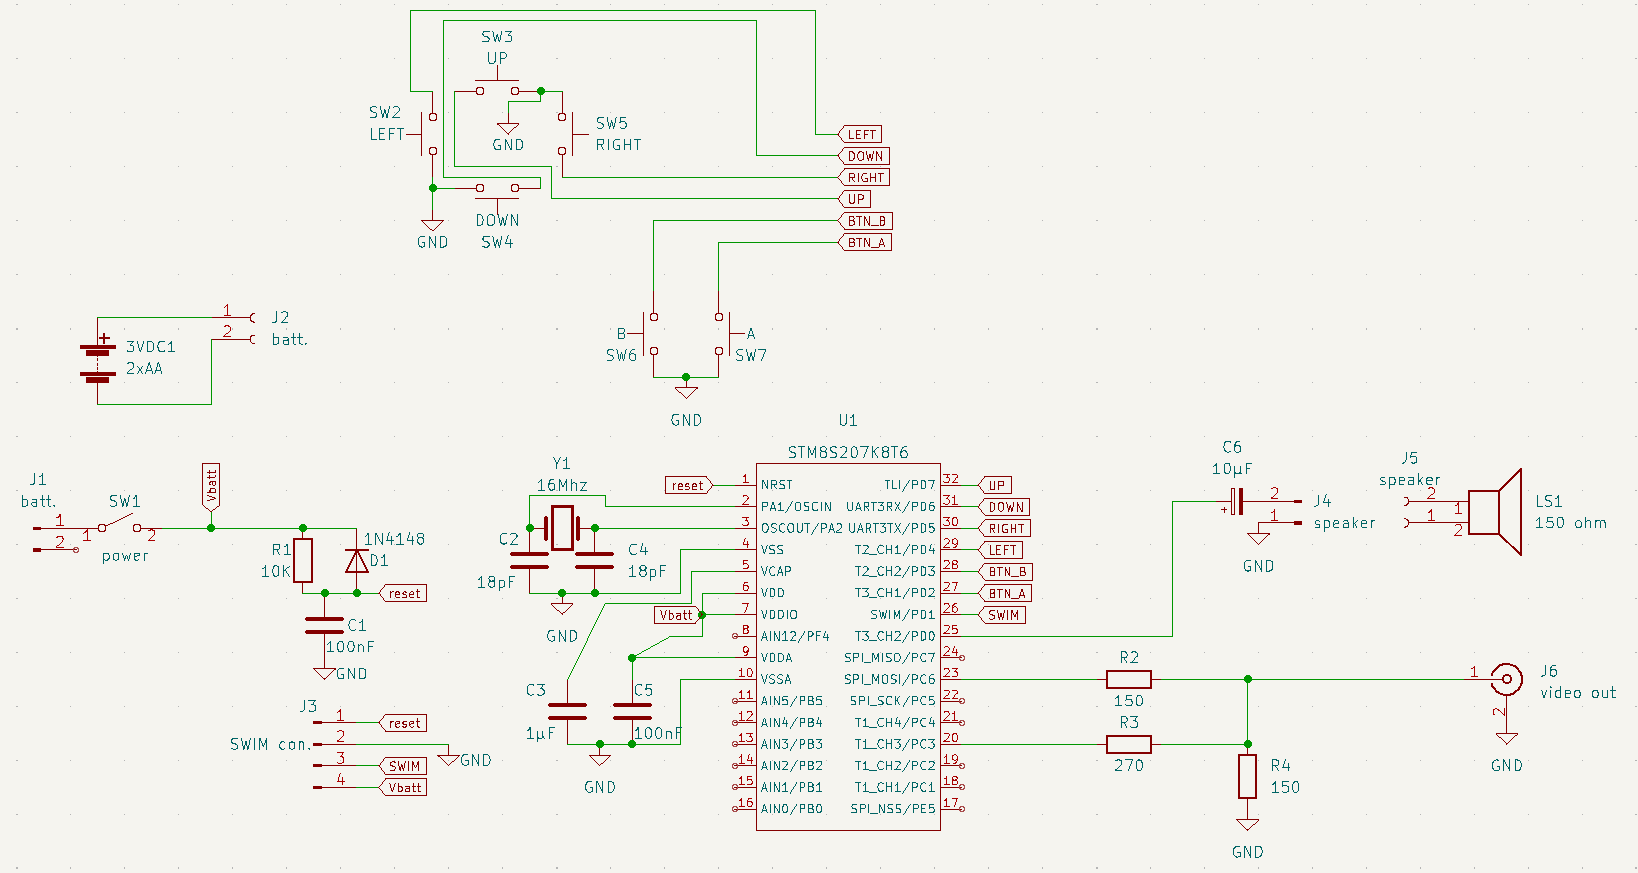 SW3
UP
SW2
LEFT
GND
SW5
RIGHT
LEFT
DOWN
RIGHT
UP
BTN_B
BTN_A
DOWN
SW4
GND
B
SW6
A
SW7
GND
1
2
J2
batt.
+
3VDC1
2xAA
J1
batt.
1
2
SW1
1
2
power
Vbatt
R1
10K
1N4148
D1
reset
C1
100nF
GND
J3
SWIM con.
1
2
3
4
reset
GND
SWIM
Vbatt
Y1
16Mhz
C2
18pF
C4
18pF
GND
Vbatt
C3
1µF
C5
100nF
GND
reset
U1
STM8S207K8T6
1 NRST
2 PA1/OSCIN
3 OSCOUT/PA2
4 VSS
5 VCAP
6 VDD
7 VDDIO
8 AIN12/PF4
9 VDDA
10 VSSA
11 AIN5/PB5
12 AIN4/PB4
13 AIN3/PB3
14 AIN2/PB2
15 AIN1/PB1
16 AIN0/PB0
TLI/PD7 32 UP
UART3RX/PD6 31 DOWN
UART3TX/PD5 30 RIGHT
T2_CH1/PD4 29 LEFT
T2_CH2/PD3 28 BTN_B
T3_CH1/PD2 27 BTN_A
SWIM/PD1 26 SWIM
T3_CH2/PD0 25
SPI_MISO/PC7 24
SPI_MOSI/PC6 23
SPI_SCK/PC5 22
T1_CH4/PC4 21
T1_CH3/PC3 20
T1_CH2/PC2 19
T1_CH1/PC1 18
SPI_NSS/PE5 17
C6
10µF
+
2
1
J4
speaker
GND
J5
speaker
2
1
1
2
LS1
150 ohm
R2
150
R3
270
R4
150
GND
1
2
J6
video out
GND